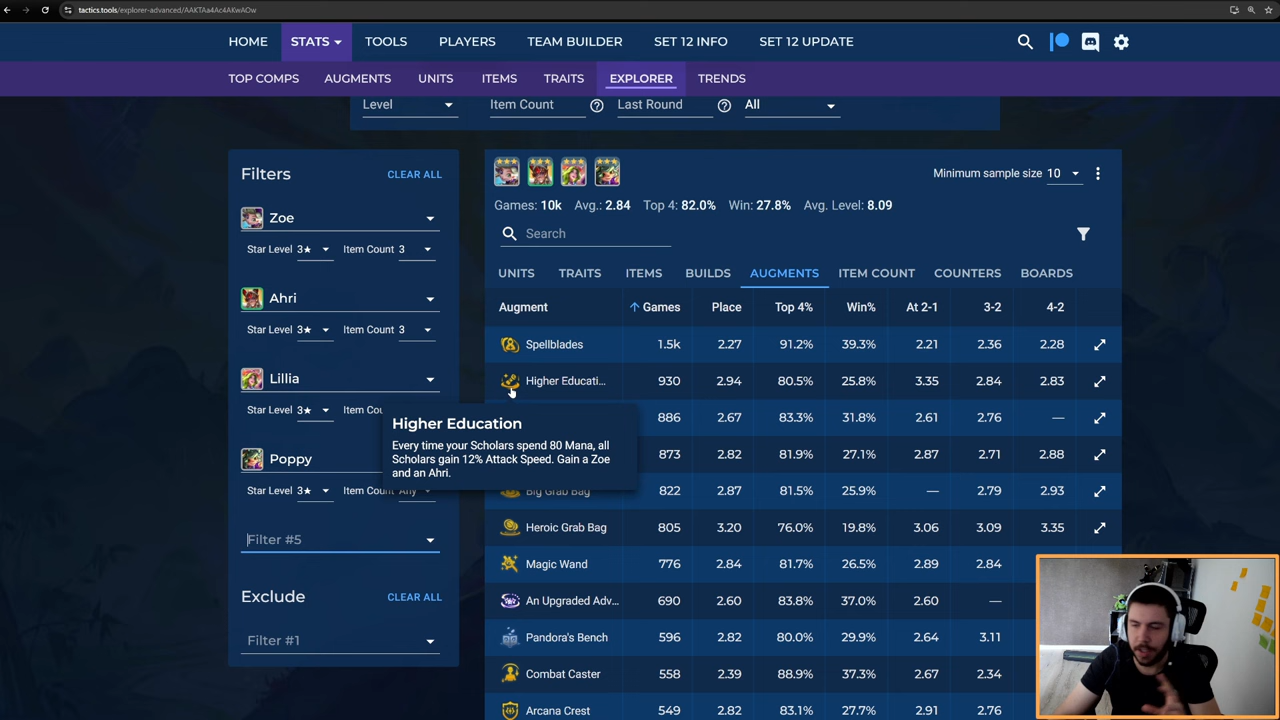 tactics.tools/explorer-advanced/AAKTAa4Ac4AKwAOw
HOME STATS TOOLS PLAYERS TEAM BUILDER SET 12 INFO SET 12 UPDATE
TOP COMPS AUGMENTS UNITS ITEMS TRAITS EXPLORER TRENDS
Level Item Count ? Last Round ? All
Filters CLEAR ALL
Zoe
Star Level 3★ Item Count 3
Ahri
Star Level 3★ Item Count 3
Lillia
Star Level 3★ Item Cou
Poppy
Star Level 3★ Item Count Any
Filter #5
Exclude CLEAR ALL
Filter #1
Minimum sample size 10
Games: 10k Avg.: 2.84 Top 4: 82.0% Win: 27.8% Avg. Level: 8.09
Search
UNITS TRAITS ITEMS BUILDS AUGMENTS ITEM COUNT COUNTERS BOARDS
Augment ↑ Games Place Top 4% Win% At 2-1 3-2 4-2
Spellblades 1.5k 2.27 91.2% 39.3% 2.21 2.36 2.28
Higher Educati... 930 2.94 80.5% 25.8% 3.35 2.84 2.83
886 2.67 83.3% 31.8% 2.61 2.76 —
873 2.82 81.9% 27.1% 2.87 2.71 2.88
Big Grab Bag 822 2.87 81.5% 25.9% — 2.79 2.93
Heroic Grab Bag 805 3.20 76.0% 19.8% 3.06 3.09 3.35
Magic Wand 776 2.84 81.7% 26.5% 2.89 2.84
An Upgraded Adv... 690 2.60 83.8% 37.0% 2.60 —
Pandora's Bench 596 2.82 80.0% 29.9% 2.64 3.11
Combat Caster 558 2.39 88.9% 37.3% 2.67 2.34
Arcana Crest 549 2.82 83.1% 27.7% 2.91 2.76
Higher Education
Every time your Scholars spend 80 Mana, all
Scholars gain 12% Attack Speed. Gain a Zoe
and an Ahri.